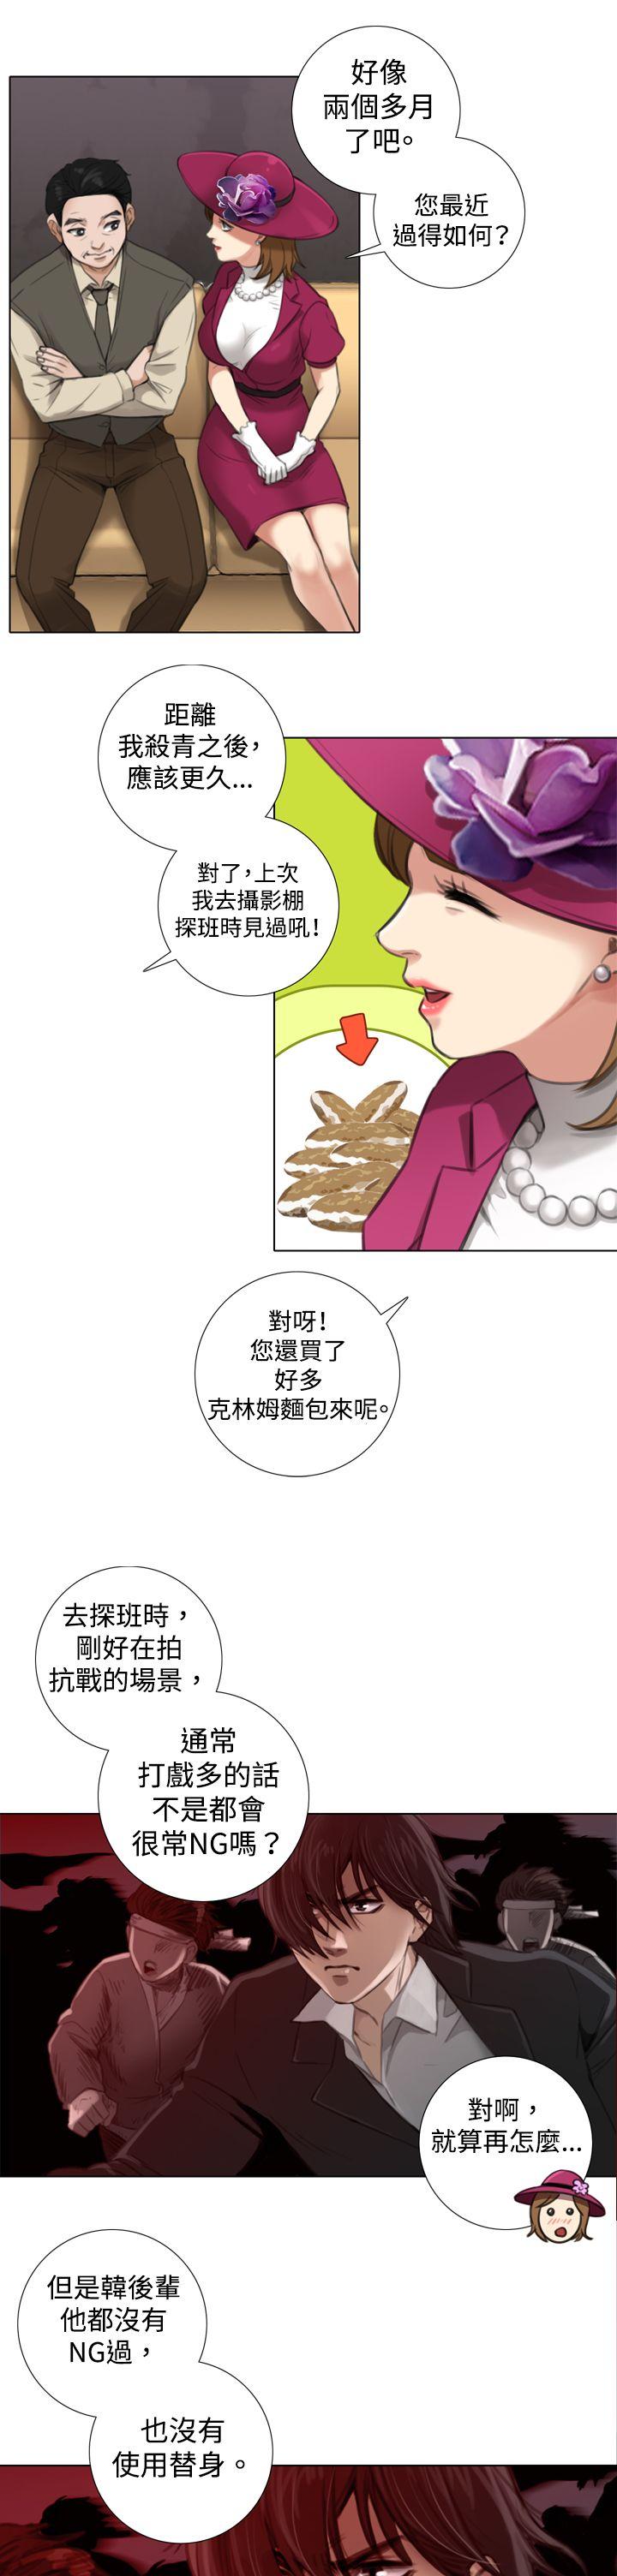 好像
兩個多月
了吧。
您最近
過得如何？
距離
我殺青之後，
應該更久...
對了，上次
我去攝影棚
探班時見過吼！
對呀！
您還買了
好多
克林姆麵包來呢。
去探班時，
剛好在拍
抗戰的場景，
通常
打戲多的話
不是都會
很常NG嗎？
對啊，
就算再怎麼...
但是韓後輩
他都沒有
NG過，
也沒有
使用替身。